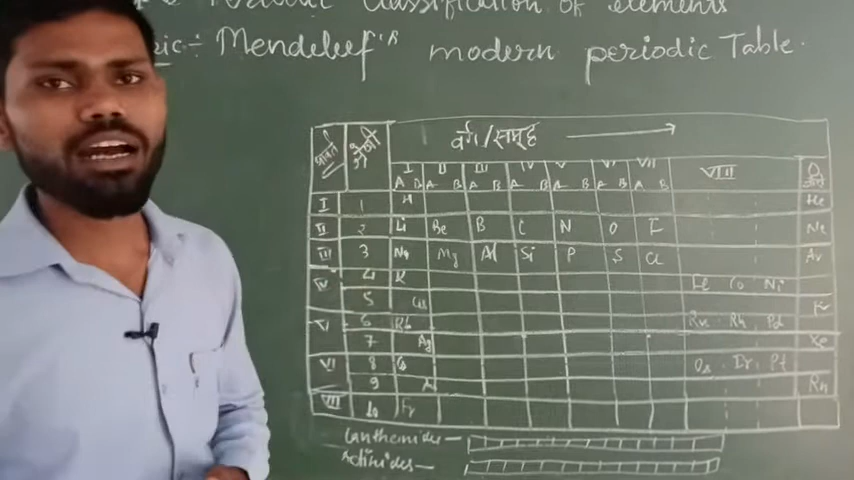 Periodic Classification of elements
Mendeleef's modern periodic Table.
वर्ग/समूह
आवर्त श्रेणी
I II III IV V VI VII VIII 0
A B A B A B A B A B A B A B
I 1 H He
II 2 Li Be B C N O F Ne
III 3 Na Mg Al Si P S Cl Ar
IV 4 K Fe Co Ni
5 Cu Kr
VI 6 Rb Ru Rh Pd
7 Ag Xe
VI 8 Cs Os Ir Pt
9 Au Rn
VIII 10 Fr
Lanthenides
Actinides